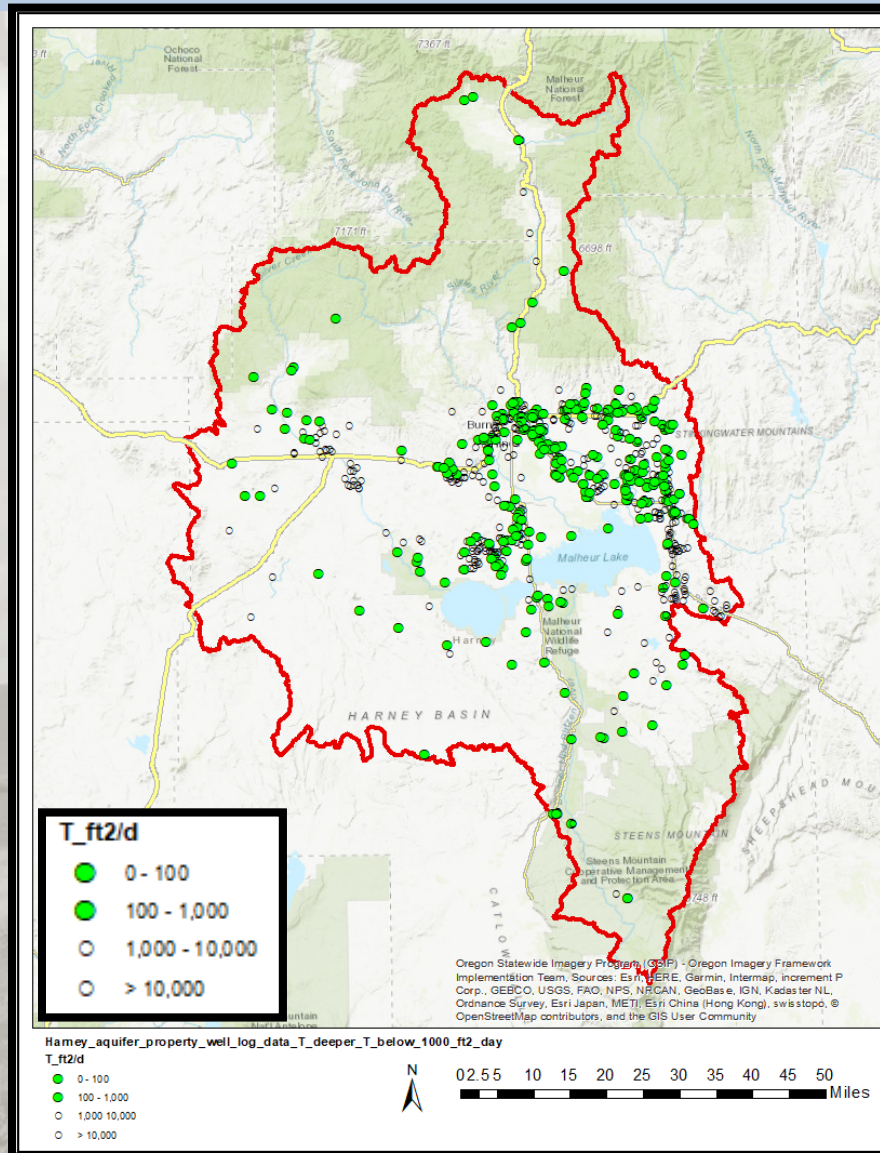 7367 ft
Ochoco
National
Forest
Malheur
National
Forest
North Fork Crooked
River
South Fork John Day
River
North Fork Malheur River
7171 ft
6698 ft
Silver Creek
Silvies
River
Burns
STINKINGWATER MOUNTAINS
Malheur Lake
Harney
Malheur
National
Wildlife
Refuge
HARNEY BASIN
STEENS MOUNTAIN
SHEEPSHEAD MOU
Steens Mountain
Cooperative Management
and Protection Area
9748 ft
CATLOW
T_ft2/d
0 - 100
100 - 1,000
1,000 - 10,000
> 10,000
Oregon Statewide Imagery Program (OSIP) - Oregon Imagery Framework
Implementation Team, Sources: Esri, HERE, Garmin, Intermap, increment P
Corp., GEBCO, USGS, FAO, NPS, NRCAN, GeoBase, IGN, Kadaster NL,
Ordnance Survey, Esri Japan, METI, Esri China (Hong Kong), swisstopo, ©
OpenStreetMap contributors, and the GIS User Community
Harney_aquifer_property_well_log_data_T_deeper_T_below_1000_ft2_day
T_ft2/d
0 - 100
100 - 1,000
1,000 10,000
> 10,000
N
0 2.5 5 10 15 20 25 30 35 40 45 50
Miles